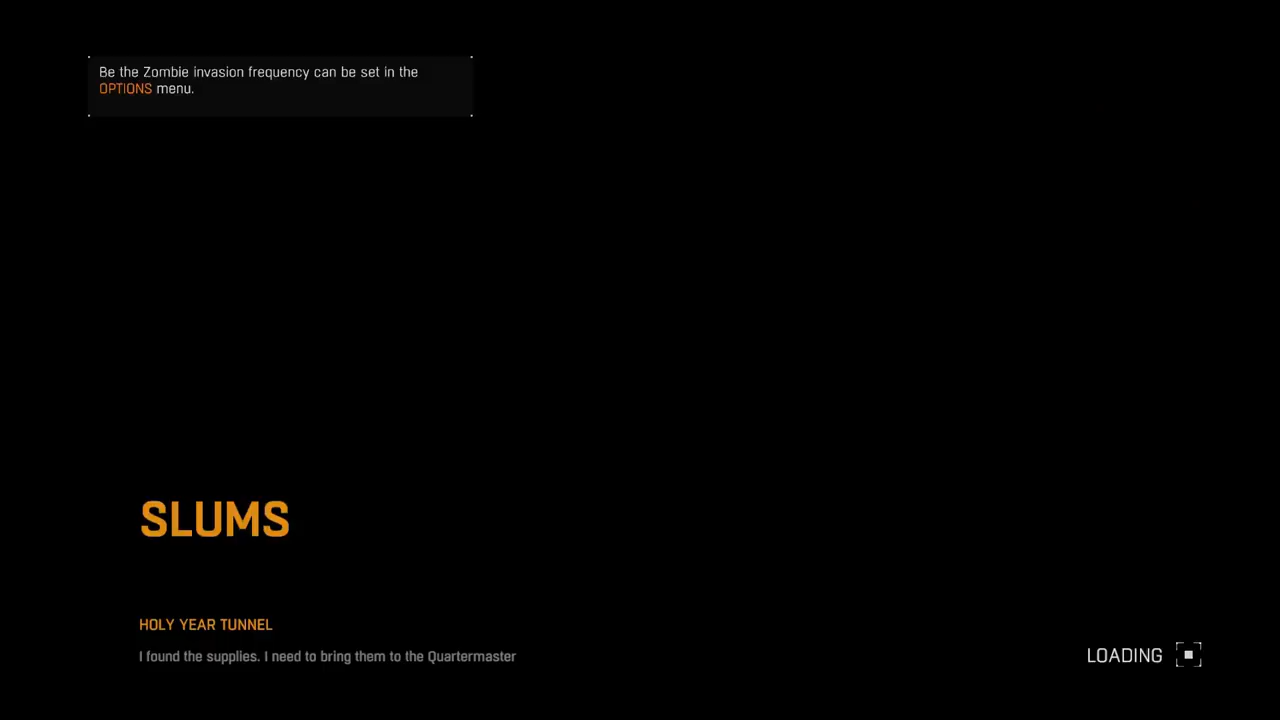 Be the Zombie invasion frequency can be set in the
OPTIONS menu.
SLUMS
HOLY YEAR TUNNEL
I found the supplies. I need to bring them to the Quartermaster
LOADING